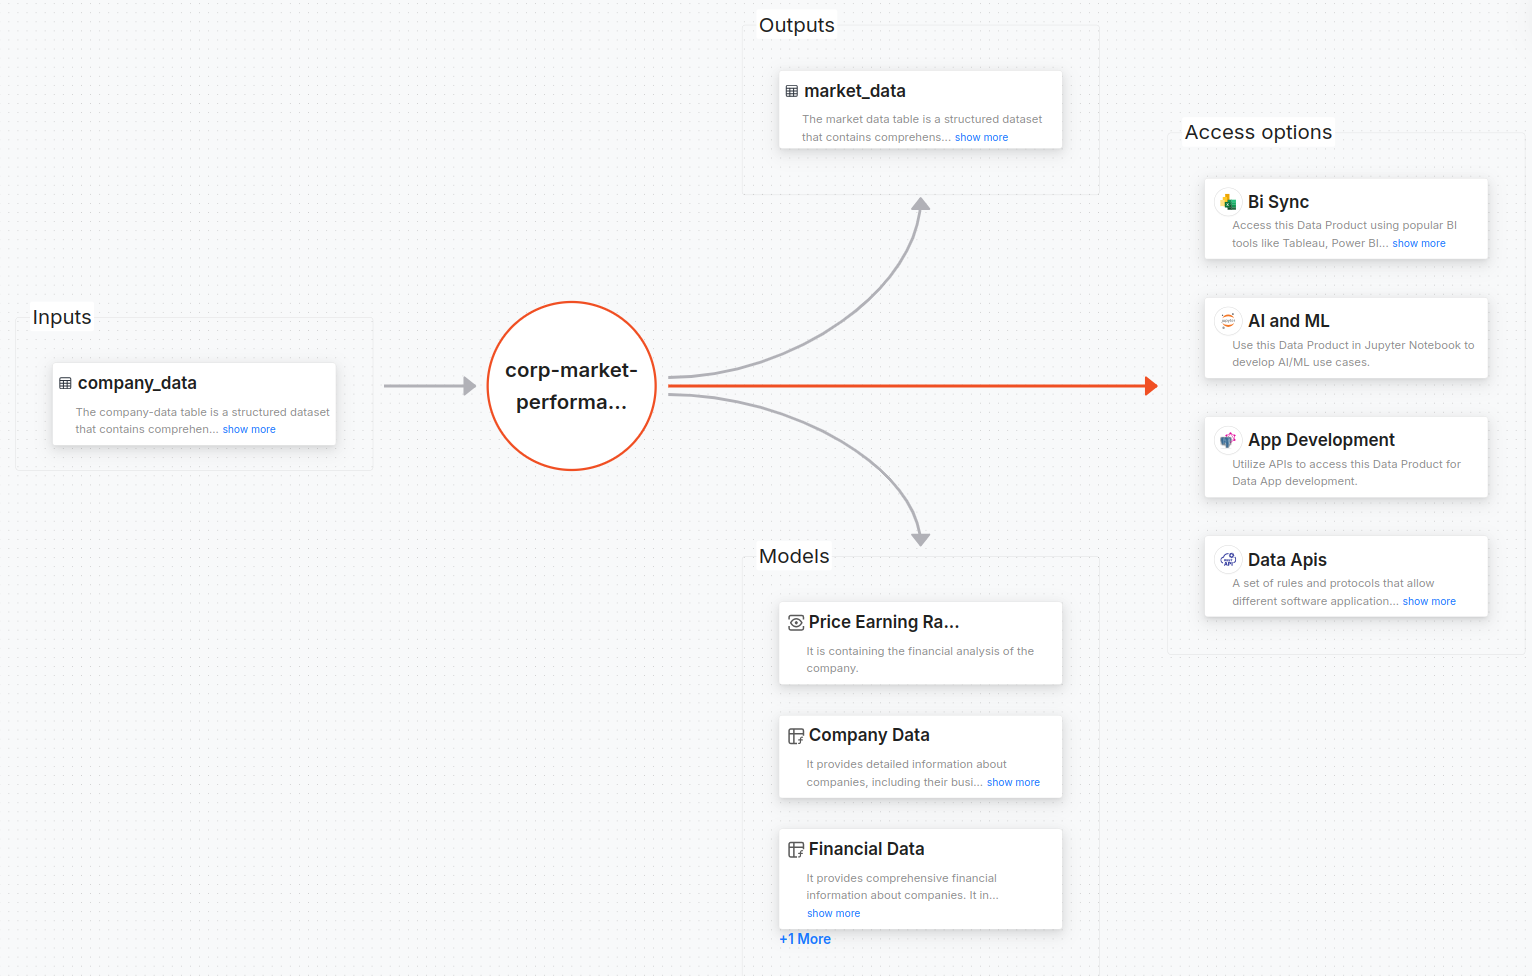 Outputs
market_data
The market data table is a structured dataset
that contains comprehens... show more
Inputs
company_data
The company-data table is a structured dataset
that contains comprehen... show more
corp-market-
performa...
Access options
Bi Sync
Access this Data Product using popular BI
tools like Tableau, Power BI... show more
AI and ML
Use this Data Product in Jupyter Notebook to
develop AI/ML use cases.
App Development
Utilize APIs to access this Data Product for
Data App development.
Data Apis
A set of rules and protocols that allow
different software application... show more
Models
Price Earning Ra...
It is containing the financial analysis of the
company.
Company Data
It provides detailed information about
companies, including their busi... show more
Financial Data
It provides comprehensive financial
information about companies. It in...
show more
+1 More